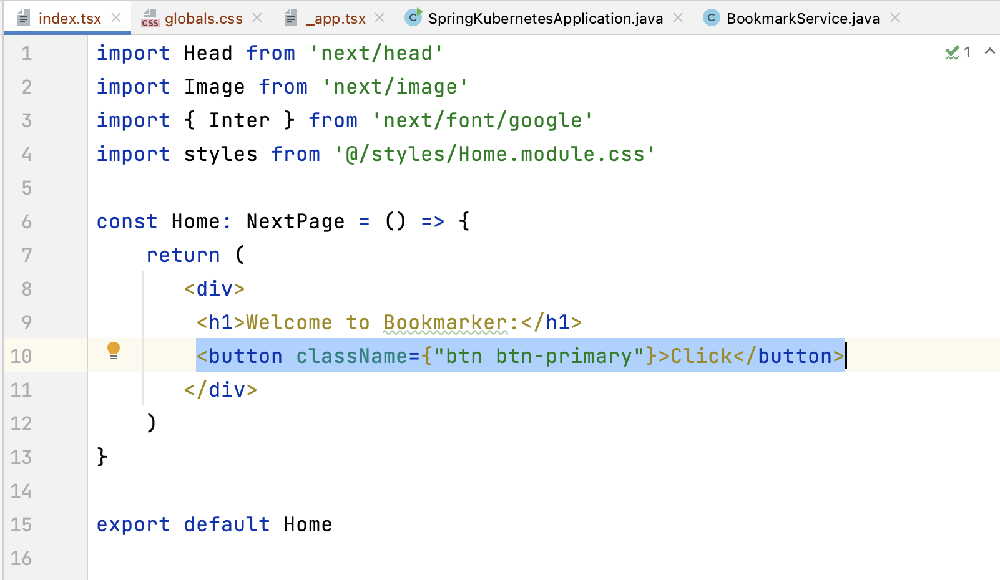 index.tsx CSS globals.css _app.tsx C SpringKubernetesApplication.java C BookmarkService.java
1 import Head from 'next/head' 1
2 import Image from 'next/image'
3 import { Inter } from 'next/font/google'
4 import styles from '@/styles/Home.module.css'
5
6 const Home: NextPage = () => {
7 return (
8 <div>
9 <h1>Welcome to Bookmarker:</h1>
10 <button className={"btn btn-primary"}>Click</button>
11 </div>
12 )
13 }
14
15 export default Home
16